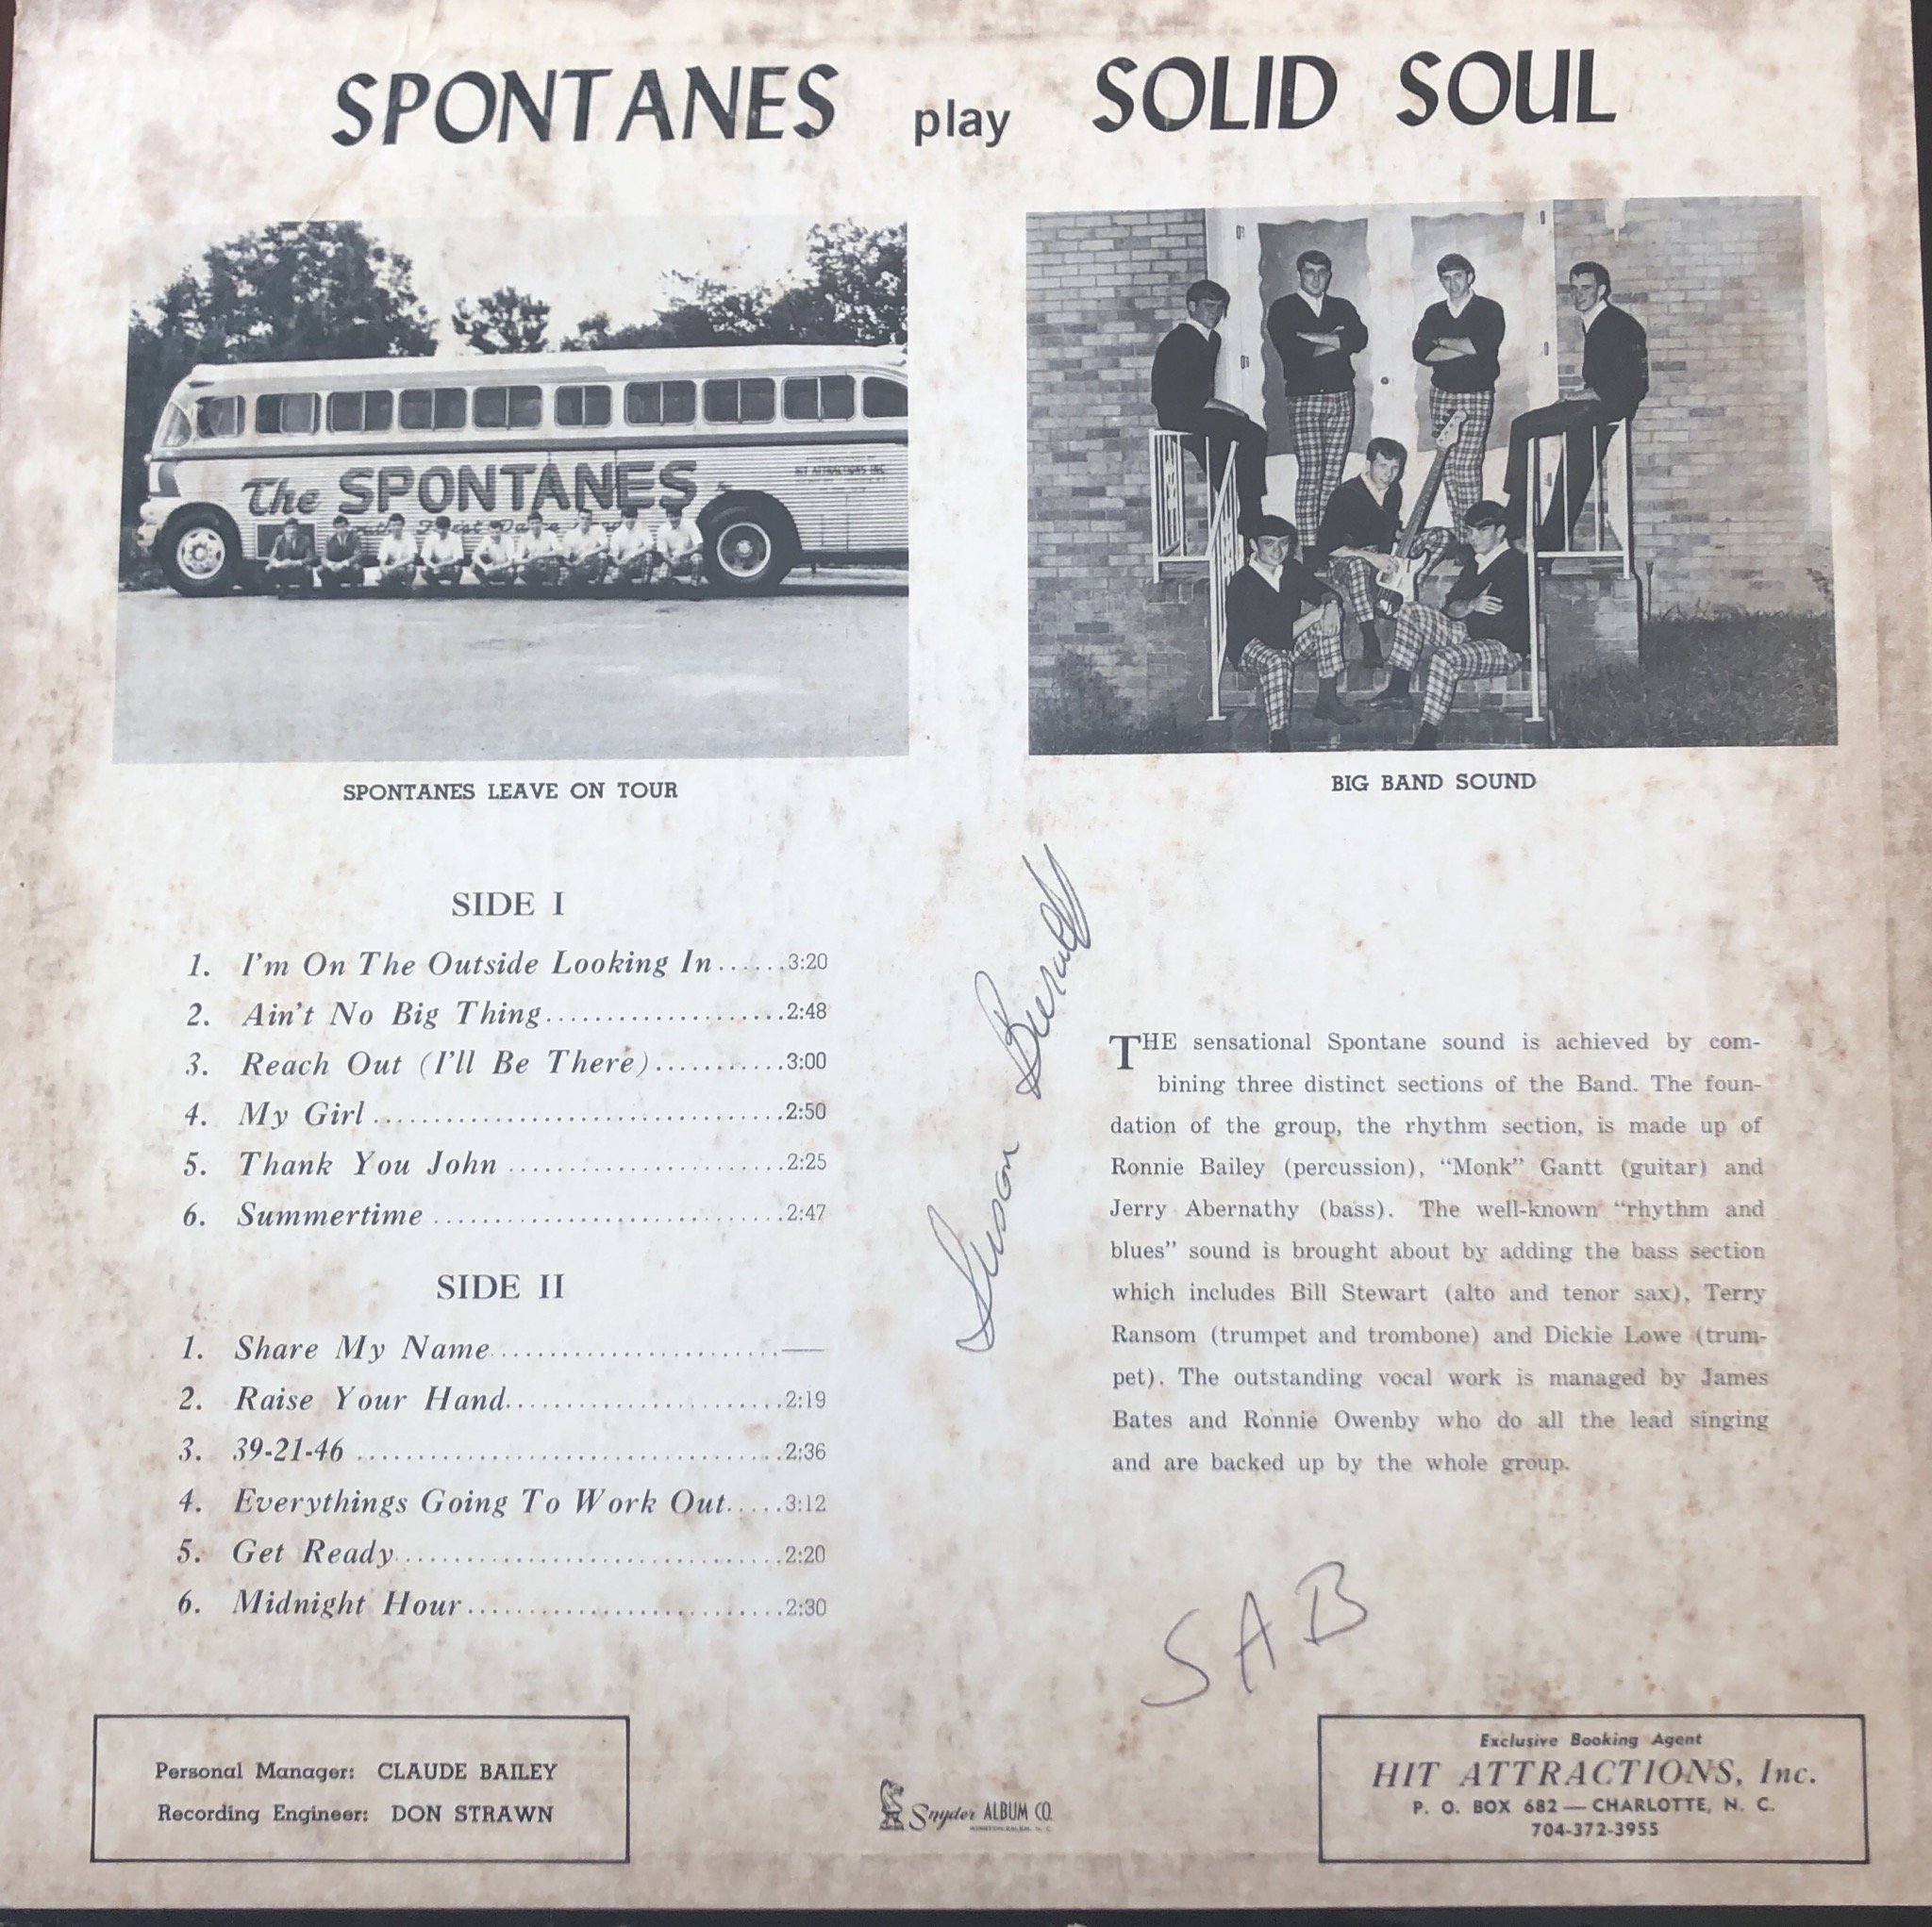 SPONTANES play SOLID SOUL
The SPONTANES
HIT ATTRACTIONS INC
SPONTANES LEAVE ON TOUR
BIG BAND SOUND
SIDE I
1. I'm On The Outside Looking In......3:20
2. Ain't No Big Thing........................2:48
3. Reach Out (I'll Be There)...........3:00
4. My Girl..................................2:50
5. Thank You John.......................2:25
6. Summertime.............................2:47
SIDE II
1. Share My Name........................—
2. Raise Your Hand.......................2:19
3. 39-21-46...................................2:36
4. Everythings Going To Work Out.....3:12
5. Get Ready................................2:20
6. Midnight Hour..........................2:30
Susan
THE sensational Spontane sound is achieved by com-
bining three distinct sections of the Band. The foun-
dation of the group, the rhythm section, is made up of
Ronnie Bailey (percussion), "Monk" Gantt (guitar) and
Jerry Abernathy (bass). The well-known "rhythm and
blues" sound is brought about by adding the bass section
which includes Bill Stewart (alto and tenor sax), Terry
Ransom (trumpet and trombone) and Dickie Lowe (trum-
pet). The outstanding vocal work is managed by James
Bates and Ronnie Owenby who do all the lead singing
and are backed up by the whole group.
SAB
Personal Manager: CLAUDE BAILEY
Recording Engineer: DON STRAWN
Snyder ALBUM CO.
WINSTON-SALEM, N. C.
Exclusive Booking Agent
HIT ATTRACTIONS, Inc.
P. O. BOX 682 — CHARLOTTE, N. C.
704-372-3955